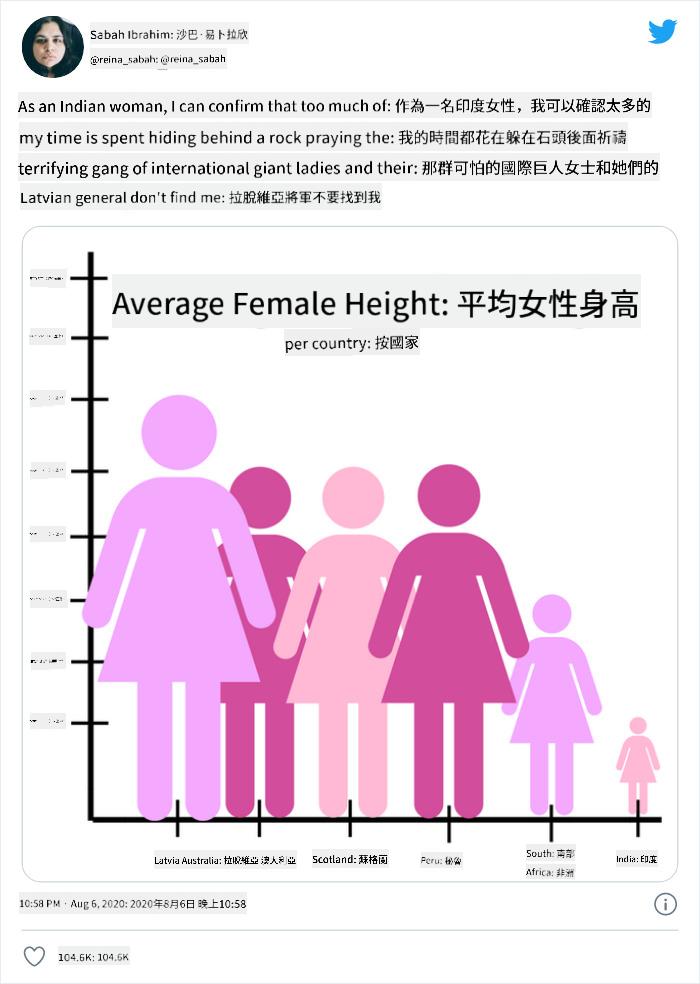 Sabah Ibrahim: 沙巴·易卜拉欣
@reina_sabah: @reina_sabah
As an Indian woman, I can confirm that too much of: 作為一名印度女性，我可以確認太多的
my time is spent hiding behind a rock praying the: 我的時間都花在躲在石頭後面祈禱
terrifying gang of international giant ladies and their: 那群可怕的國際巨人女士和她們的
Latvian general don't find me: 拉脫維亞將軍不要找到我
Average Female Height: 平均女性身高
per country: 按國家
Latvia Australia: 拉脫維亞 澳大利亞
Scotland: 蘇格蘭
Peru: 秘魯
South: 南部
Africa: 非洲
India: 印度
10:58 PM · Aug 6, 2020: 2020年8月6日 晚上10:58
104.6K: 104.6K